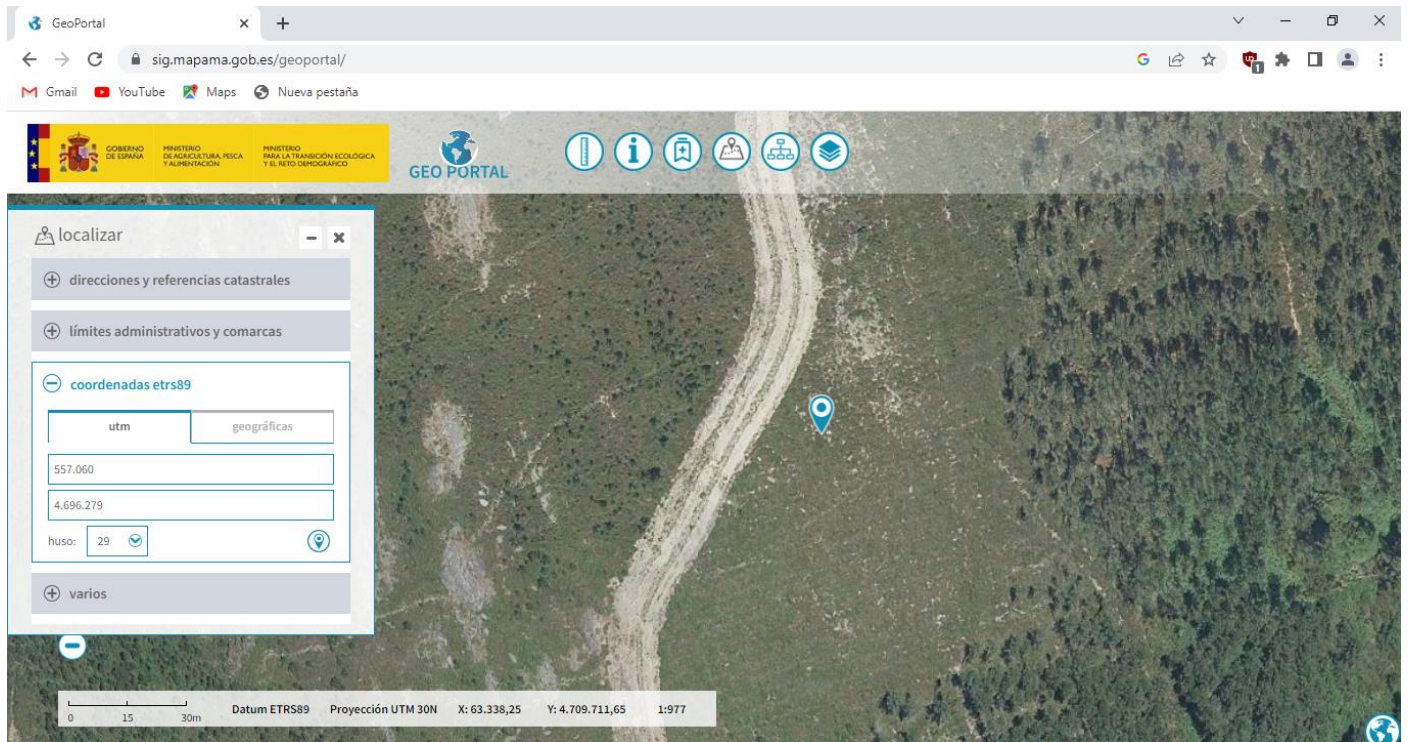 GeoPortal
sig.mapama.gob.es/geoportal/
1
Gmail YouTube Maps Nueva pestaña
GOBIERNO DE ESPAÑA
MINISTERIO DE AGRICULTURA, PESCA Y ALIMENTACIÓN
MINISTERIO PARA LA TRANSICIÓN ECOLÓGICA Y EL RETO DEMOGRÁFICO
GEO PORTAL
localizar
direcciones y referencias catastrales
límites administrativos y comarcas
coordenadas etrs89
utm geográficas
557.060
4.696.279
huso: 29
varios
0 15 30m Datum ETRS89 Proyección UTM 30N X: 63.338,25 Y: 4.709.711,65 1:977